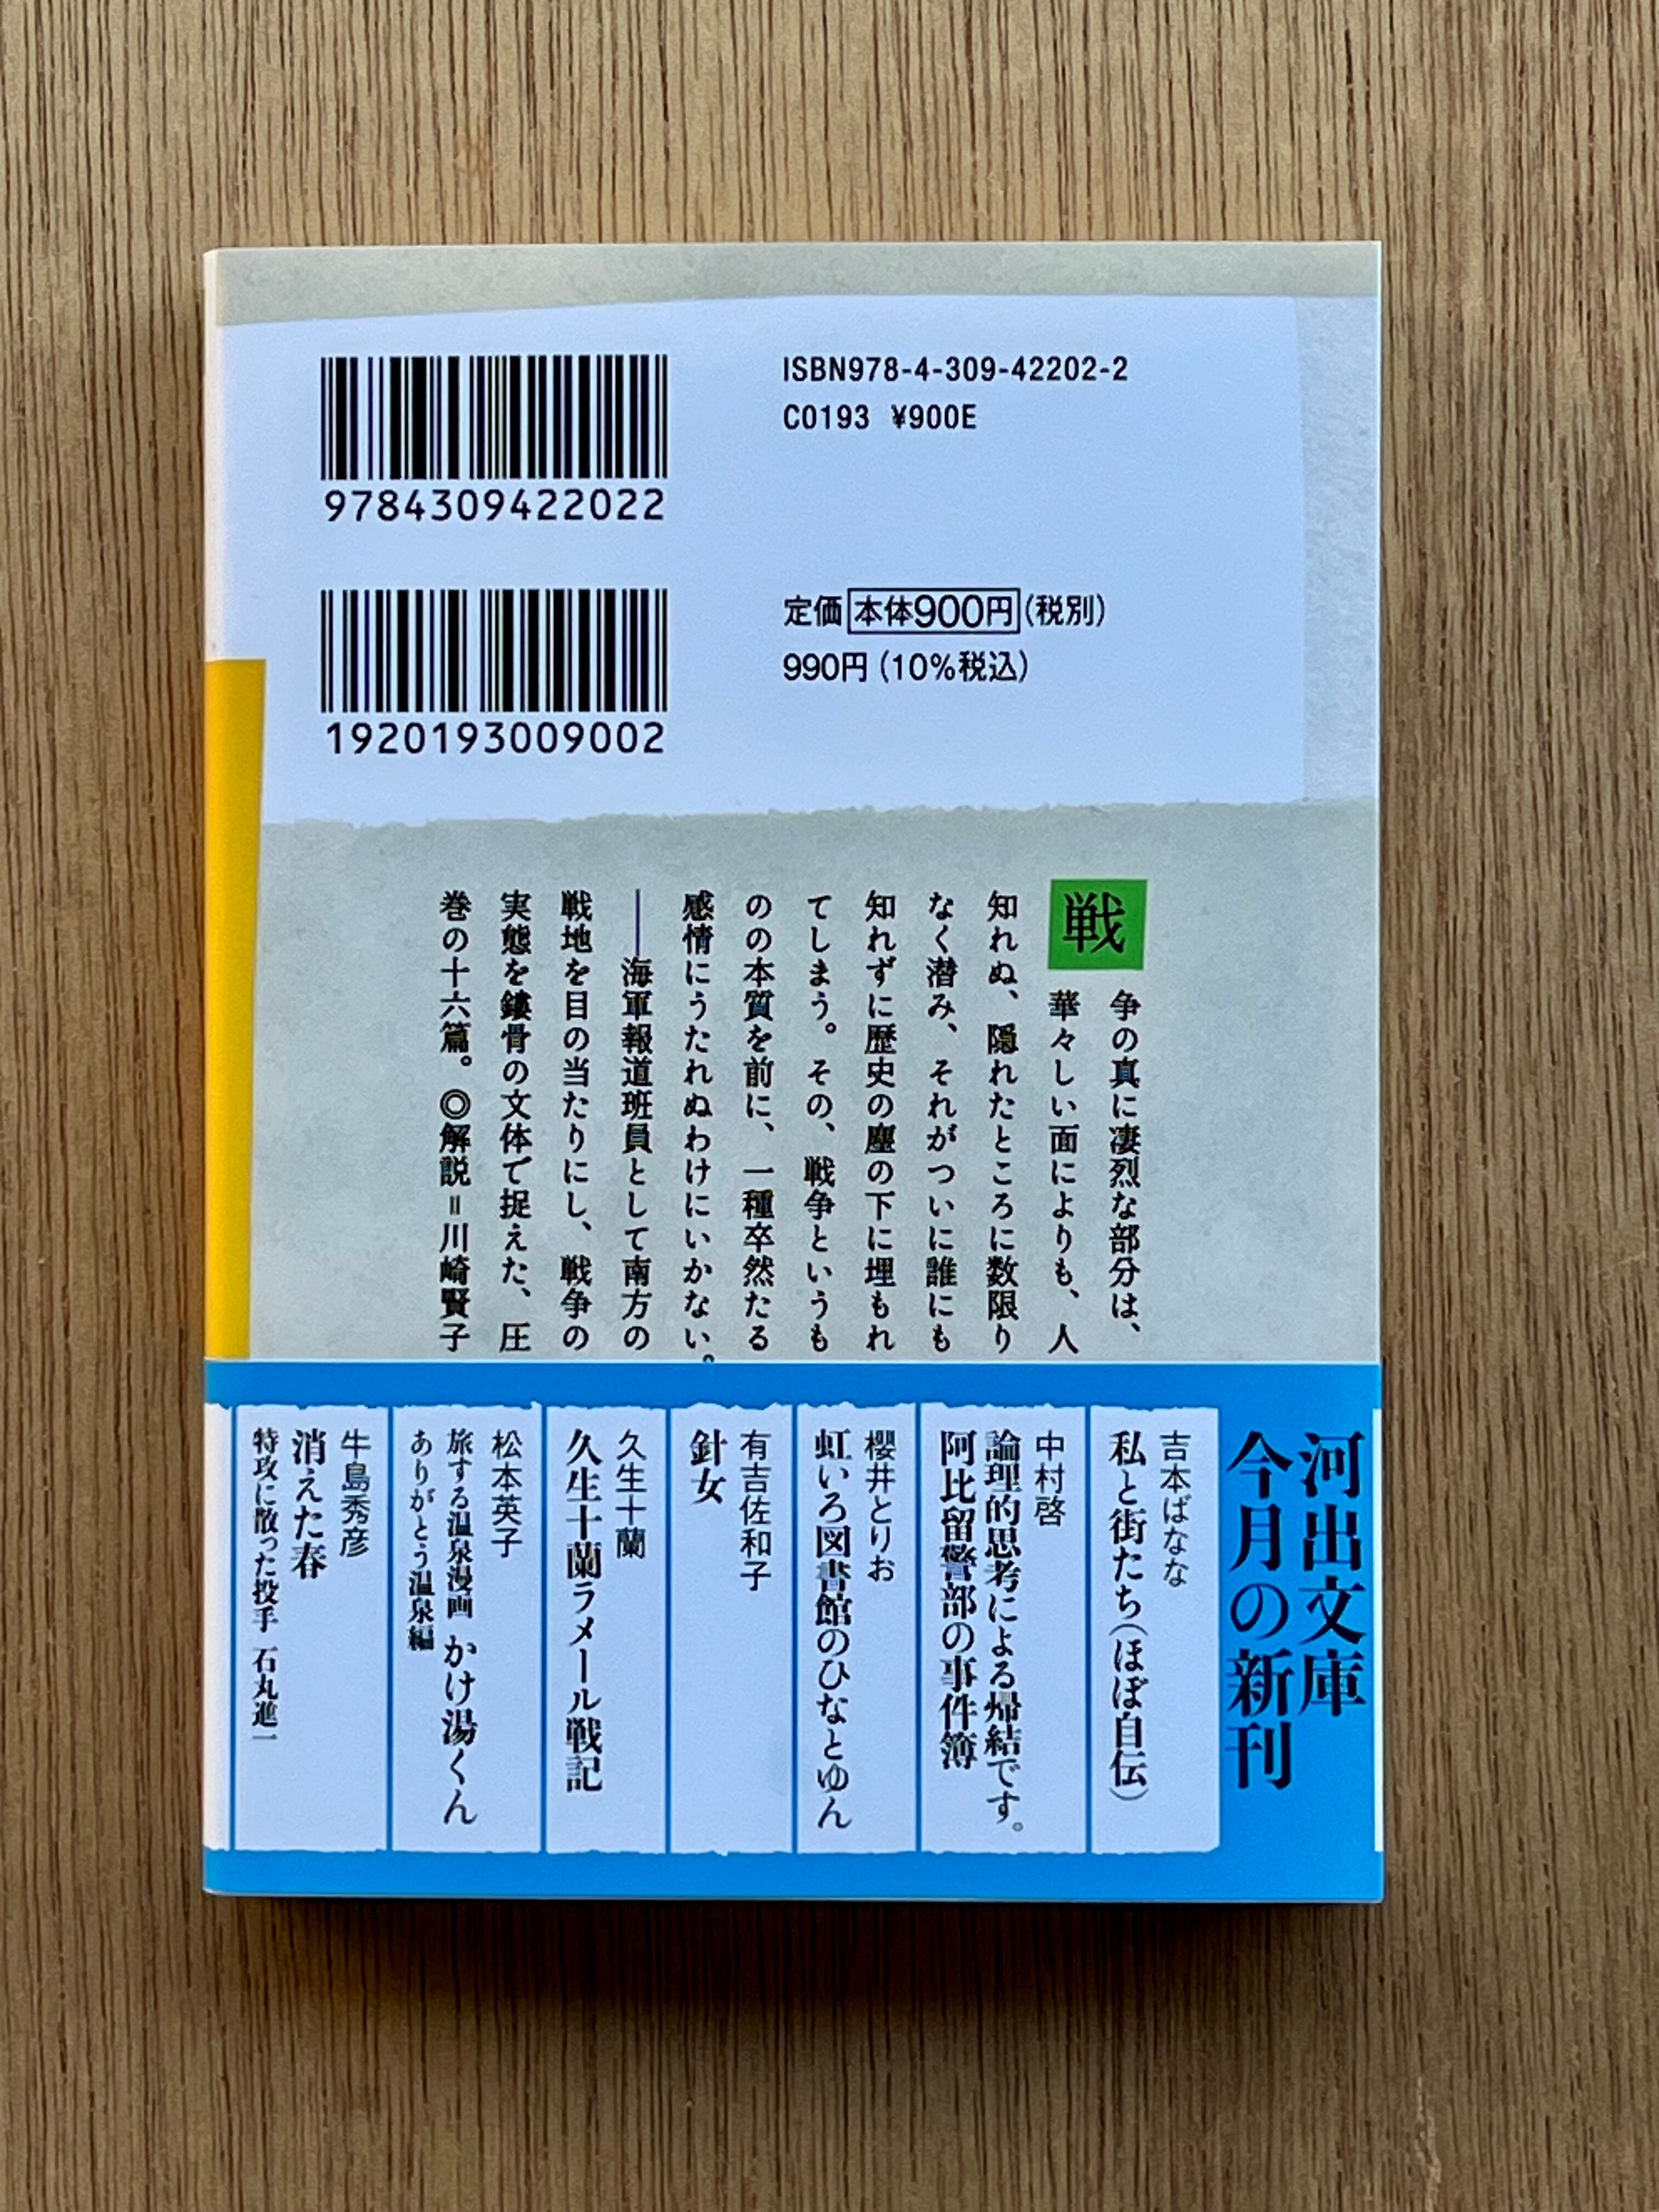 ISBN978-4-309-42202-2
C0193 ¥900E
9784309422022
定価 本体900円(税別)
990円(10%税込)
1920193009002
戦争の真に凄烈な部分は、
華々しい面によりも、人
知れぬ、隠れたところに数限り
なく潜み、それがついに誰にも
知れずに歴史の塵の下に埋もれ
てしまう。その、戦争というも
のの本質を前に、一種卒然たる
感情にうたれぬわけにいかない。
――海軍報道班員として南方の
戦地を目の当たりにし、戦争の
実態を鏤骨の文体で捉えた、圧
巻の十六篇。◎解説=川崎賢子
河出文庫
今月の新刊
吉本ばなな
私と街たち(ほぼ自伝)
中村啓
論理的思考による帰結です。
阿比留警部の事件簿
櫻井とりお
虹いろ図書館のひなとゆん
有吉佐和子
針女
久生十蘭
久生十蘭ラメール戦記
松本英子
旅する温泉漫画 かけ湯くん
ありがとう温泉編
牛島秀彦
消えた春
特攻に散った投手 石丸進一